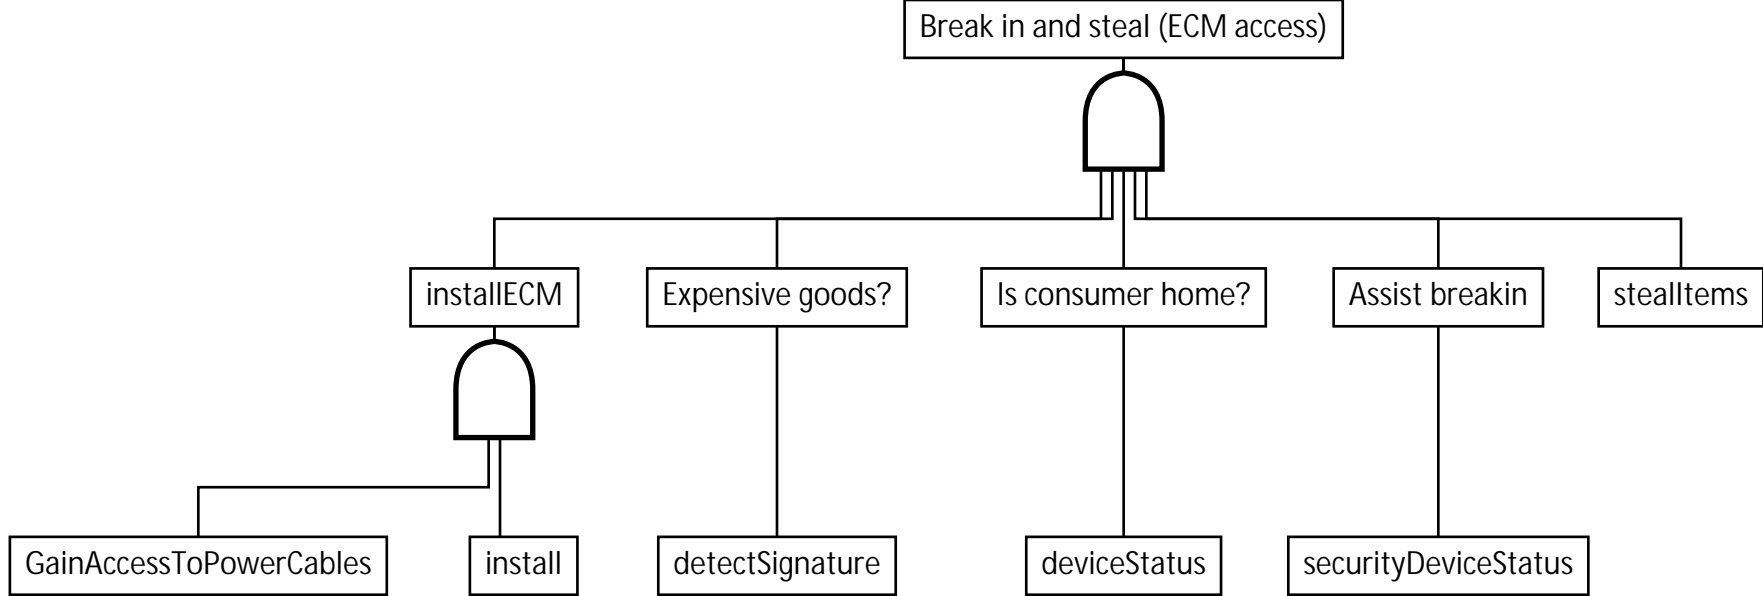 Break in and steal (ECM access)
installECM
Expensive goods?
Is consumer home?
Assist breakin
stealItems
GainAccessToPowerCables
install
detectSignature
deviceStatus
securityDeviceStatus